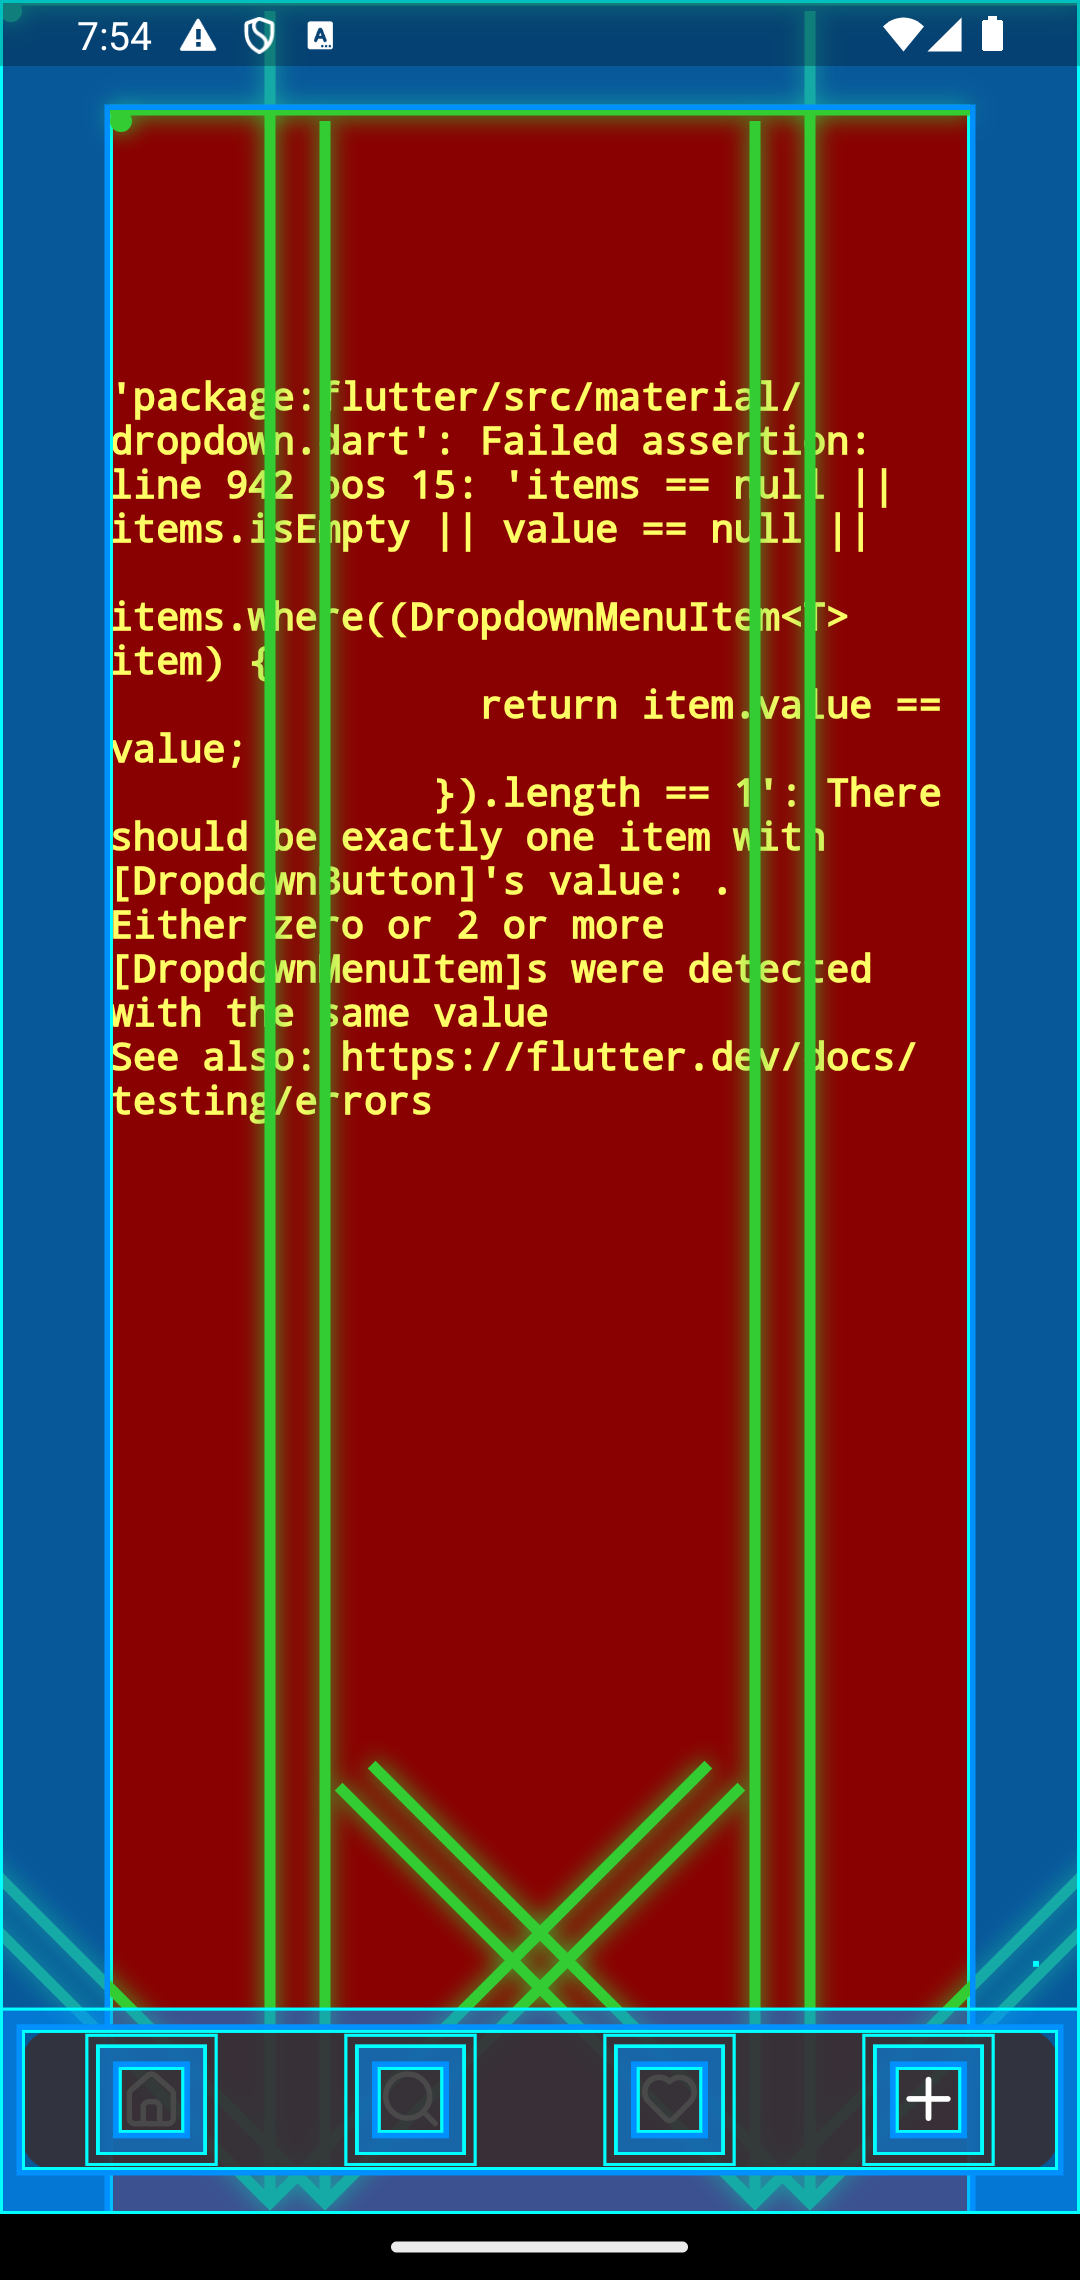 7:54
'package:flutter/src/material/
dropdown.dart': Failed assertion:
line 942 pos 15: 'items == null ||
items.isEmpty || value == null ||
items.where((DropdownMenuItem<T>
item) {
return item.value ==
value;
}).length == 1': There
should be exactly one item with
[DropdownButton]'s value: .
Either zero or 2 or more
[DropdownMenuItem]s were detected
with the same value
See also: https://flutter.dev/docs/
testing/errors